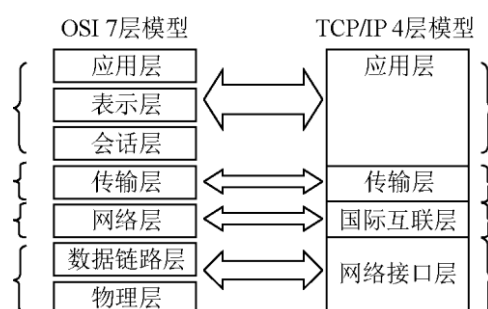 OSI 7层模型
应用层
表示层
会话层
传输层
网络层
数据链路层
物理层
TCP/IP 4层模型
应用层
传输层
国际互联层
网络接口层